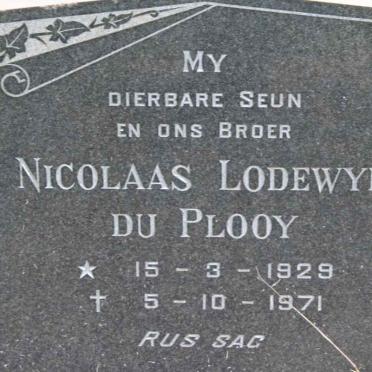 My
DIERBARE SEUN
EN ONS BROER
NICOLAAS LODEWY
DU PLOOY
★ 15 - 3 - 1929
† 5 - 10 - 1971
RUS SAG